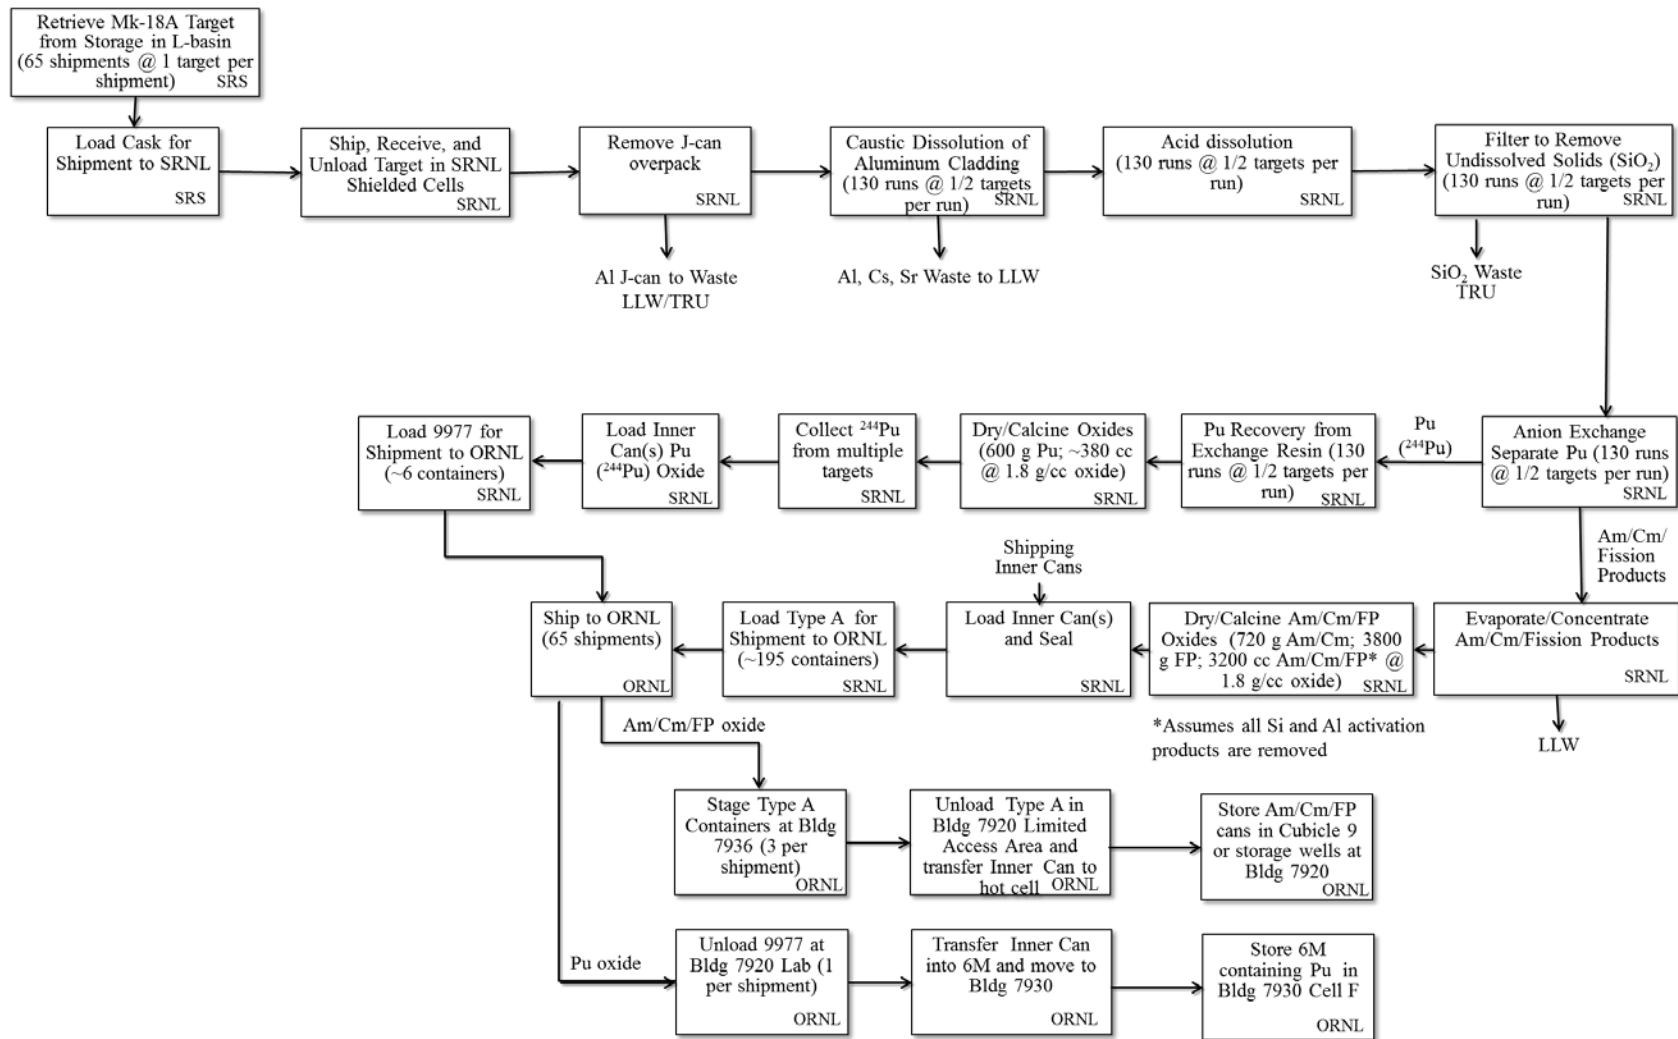 Retrieve Mk-18A Target
from Storage in L-basin
(65 shipments @ 1 target per
shipment)
SRS
Load Cask for
Shipment to SRNL
SRS
Ship, Receive, and
Unload Target in SRNL
Shielded Cells
SRNL
Remove J-can
overpack
SRNL
Caustic Dissolution of
Aluminum Cladding
(130 runs @ 1/2 targets
per run)
SRNL
Acid dissolution
(130 runs @ 1/2 targets per
run)
SRNL
Filter to Remove
Undissolved Solids (SiO₂)
(130 runs @ 1/2 targets per
run)
SRNL
Al J-can to Waste
LLW/TRU
Al, Cs, Sr Waste to LLW
SiO₂ Waste
TRU
Load 9977 for
Shipment to ORNL
(~6 containers)
SRNL
Load Inner
Can(s) Pu
(²⁴⁴Pu) Oxide
SRNL
Collect ²⁴⁴Pu
from multiple
targets
SRNL
Dry/Calcine Oxides
(600 g Pu; ~380 cc
@ 1.8 g/cc oxide)
SRNL
Pu Recovery from
Exchange Resin (130
runs @ 1/2 targets per
run)
SRNL
Pu
(²⁴⁴Pu)
Anion Exchange
Separate Pu (130 runs
@ 1/2 targets per run)
SRNL
Am/Cm/
Fission
Products
Shipping
Inner Cans
Ship to ORNL
(65 shipments)
ORNL
Load Type A for
Shipment to ORNL
(~195 containers)
SRNL
Load Inner Can(s)
and Seal
SRNL
Dry/Calcine Am/Cm/FP
Oxides (720 g Am/Cm; 3800
g FP; 3200 cc Am/Cm/FP* @
1.8 g/cc oxide)
SRNL
Evaporate/Concentrate
Am/Cm/Fission Products
SRNL
Am/Cm/FP oxide
*Assumes all Si and Al activation
products are removed
LLW
Stage Type A
Containers at Bldg
7936 (3 per
shipment)
ORNL
Unload Type A in
Bldg 7920 Limited
Access Area and
transfer Inner Can to
hot cell
ORNL
Store Am/Cm/FP
cans in Cubicle 9
or storage wells at
Bldg 7920
ORNL
Pu oxide
Unload 9977 at
Bldg 7920 Lab (1
per shipment)
ORNL
Transfer Inner Can
into 6M and move to
Bldg 7930
ORNL
Store 6M
containing Pu in
Bldg 7930 Cell F
ORNL